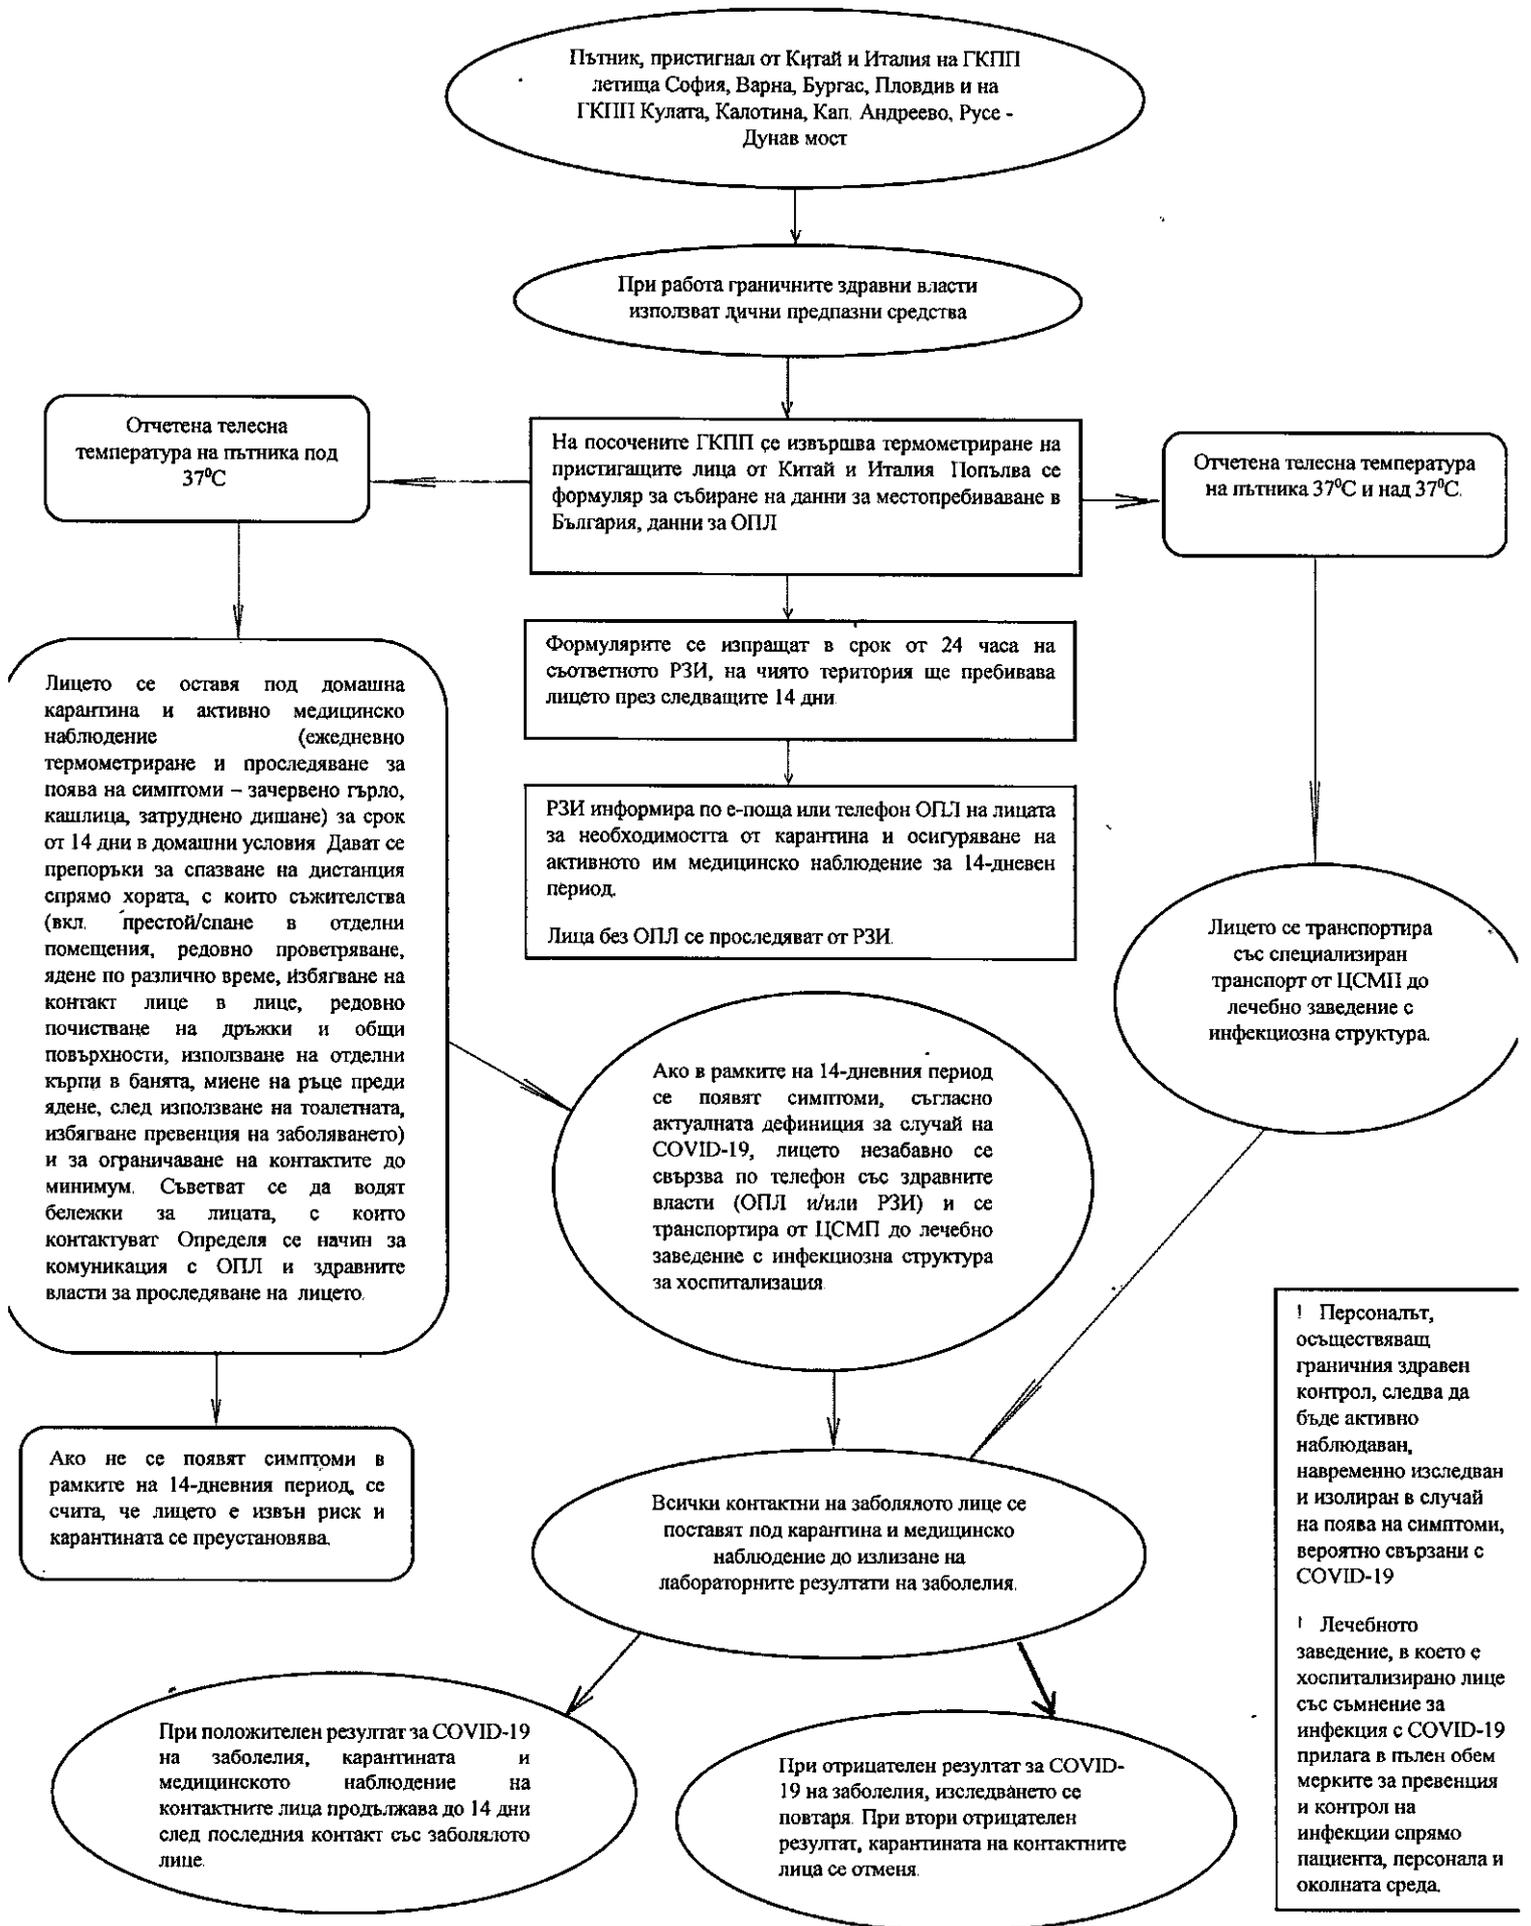 Пътник, пристигнал от Китай и Италия на ГКПП
летища София, Варна, Бургас, Пловдив и на
ГКПП Кулата, Калотина, Кап. Андреево, Русе -
Дунав мост
При работа граничните здравни власти
използват лични предпазни средства
Отчетена телесна
температура на пътника под
37⁰C
На посочените ГКПП се извършва термометриране на
пристигащите лица от Китай и Италия Попълва се
формуляр за събиране на данни за местопребиваване в
България, данни за ОПЛ
Отчетена телесна температура
на пътника 37⁰C и над 37⁰C.
Формулярите се изпращат в срок от 24 часа на
съответното РЗИ, на чиято територия ще пребивава
лицето през следващите 14 дни
РЗИ информира по е-поща или телефон ОПЛ на лицата
за необходимостта от карантина и осигуряване на
активното им медицинско наблюдение за 14-дневен
период.
Лица без ОПЛ се проследяват от РЗИ.
Лицето се оставя под домашна
карантина и активно медицинско
наблюдение (ежедневно
термометриране и проследяване за
поява на симптоми – зачервено гърло,
кашлица, затруднено дишане) за срок
от 14 дни в домашни условия Дават се
препоръки за спазване на дистанция
спрямо хората, с които съжителства
(вкл. престой/спане в отделни
помещения, редовно проветряване,
ядене по различно време, избягване на
контакт лице в лице, редовно
почистване на дръжки и общи
повърхности, използване на отделни
кърпи в банята, миене на ръце преди
ядене, след използване на тоалетната,
избягване превенция на заболяването)
и за ограничаване на контактите до
минимум. Съветват се да водят
бележки за лицата, с които
контактуват Определя се начин за
комуникация с ОПЛ и здравните
власти за проследяване на лицето.
Лицето се транспортира
със специализиран
транспорт от ЦСМП до
лечебно заведение с
инфекциозна структура.
Ако в рамките на 14-дневния период
се появят симптоми, съгласно
актуалната дефиниция за случай на
COVID-19, лицето незабавно се
свързва по телефон със здравните
власти (ОПЛ и/или РЗИ) и се
транспортира от ЦСМП до лечебно
заведение с инфекциозна структура
за хоспитализация
Ако не се появят симптоми в
рамките на 14-дневния период, се
счита, че лицето е извън риск и
карантината се преустановява.
Всички контактни на заболялото лице се
поставят под карантина и медицинско
наблюдение до излизане на
лабораторните резултати на заболелия.
! Персоналът,
осъществяващ
граничния здравен
контрол, следва да
бъде активно
наблюдаван,
навременно изследван
и изолиран в случай
на поява на симптоми,
вероятно свързани с
COVID-19
! Лечебното
заведение, в което е
хоспитализирано лице
със съмнение за
инфекция с COVID-19
прилага в пълен обем
мерките за превенция
и контрол на
инфекции спрямо
пациента, персонала и
околната среда.
При положителен резултат за COVID-19
на заболелия, карантината и
медицинското наблюдение на
контактните лица продължава до 14 дни
след последния контакт със заболялото
лице.
При отрицателен резултат за COVID-
19 на заболелия, изследването се
повтаря. При втори отрицателен
резултат, карантината на контактните
лица се отменя.